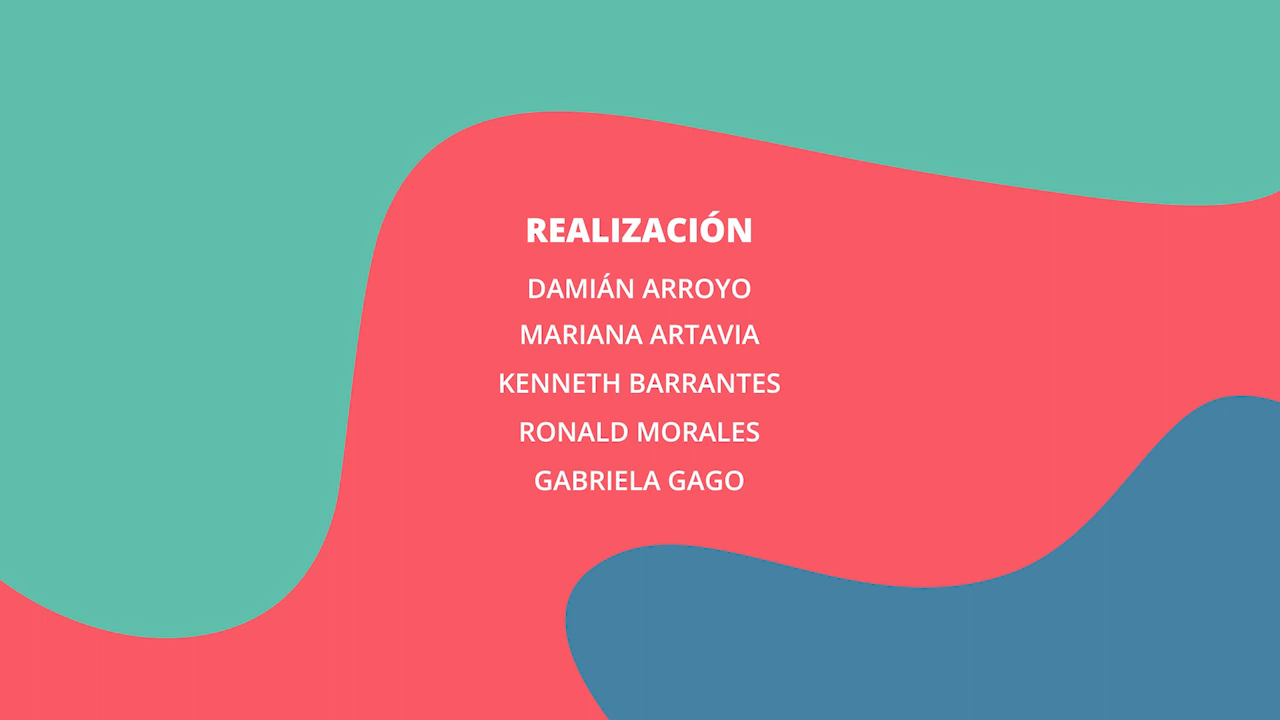 REALIZACIÓN
DAMIÁN ARROYO
MARIANA ARTAVIA
KENNETH BARRANTES
RONALD MORALES
GABRIELA GAGO